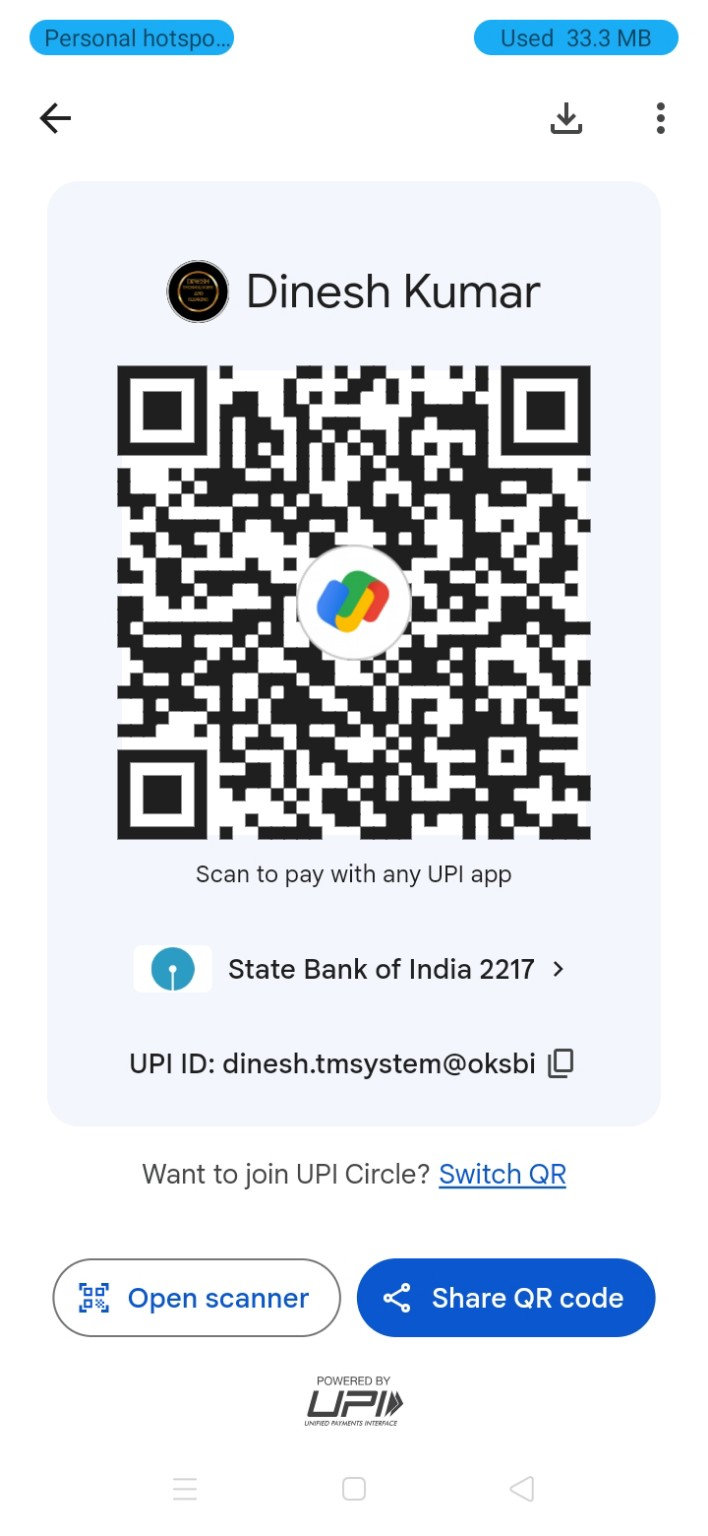 Personal hotspo...
Used 33.3 MB
Dinesh Kumar
Scan to pay with any UPI app
State Bank of India 2217
UPI ID: dinesh.tmsystem@oksbi
Want to join UPI Circle? Switch QR
Open scanner
Share QR code
POWERED BY
UPI
UNIFIED PAYMENTS INTERFACE